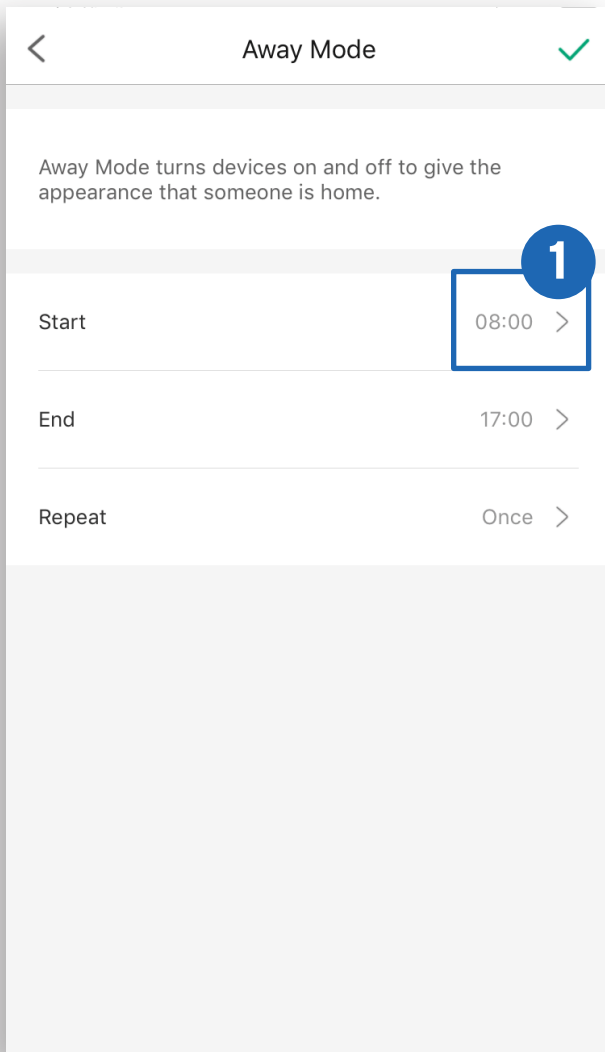 Away Mode
Away Mode turns devices on and off to give the
appearance that someone is home.
1
Start 08:00
End 17:00
Repeat Once